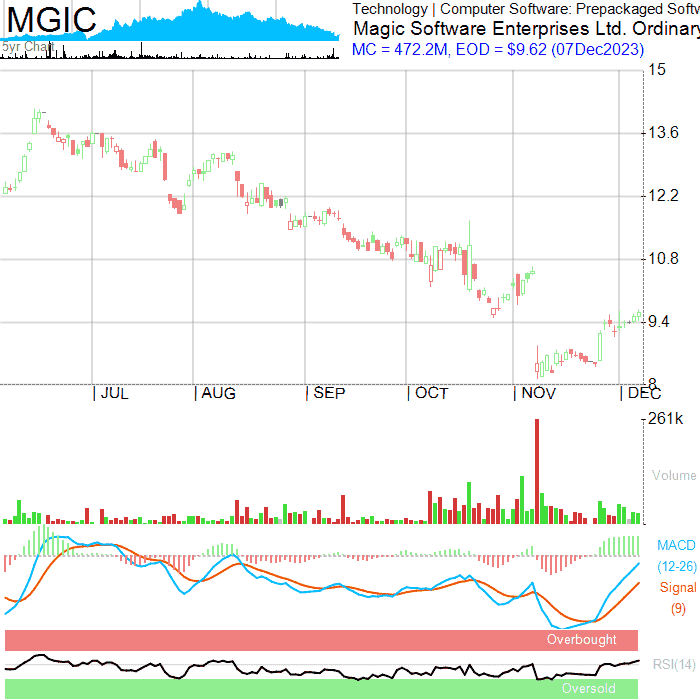 MGIC
5yr Chart
Technology | Computer Software: Prepackaged Softw
Magic Software Enterprises Ltd. Ordinary
MC = 472.2M, EOD = $9.62 (07Dec2023)
15
13.6
12.2
10.8
9.4
8
JUL
AUG
SEP
OCT
NOV
DEC
261k
Volume
MACD
(12-26)
Signal
(9)
Overbought
RSI(14)
Oversold